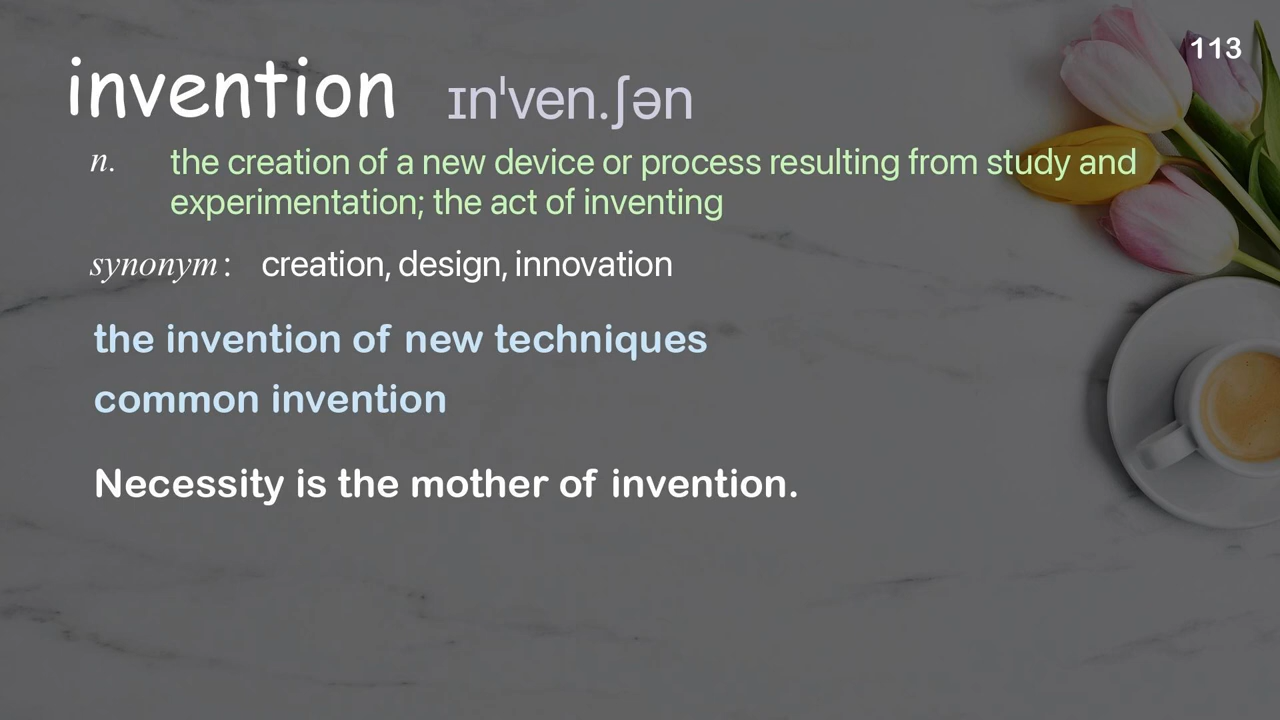 113
invention ɪnˈven.ʃən
n. the creation of a new device or process resulting from study and
experimentation; the act of inventing
synonym : creation, design, innovation
the invention of new techniques
common invention
Necessity is the mother of invention.